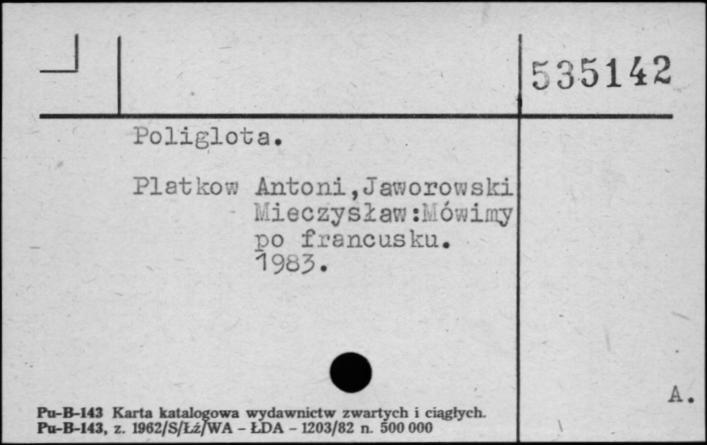 535142
Poliglota.
Platkow Antoni,Jaworowski
Mieczysław:Mówimy
po francusku.
1983.
A.
Pu-B-143 Karta katalogowa wydawnictw zwartych i ciągłych.
Pu-B-143, z. 1962/S/Łż/WA - ŁDA - 1203/82 n. 500 000